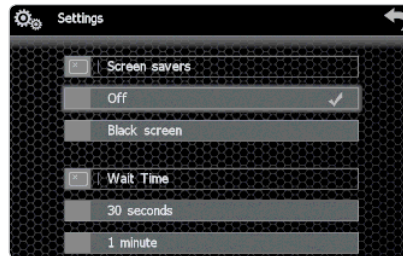 Settings
Screen savers
Off
Black screen
Wait Time
30 seconds
1 minute